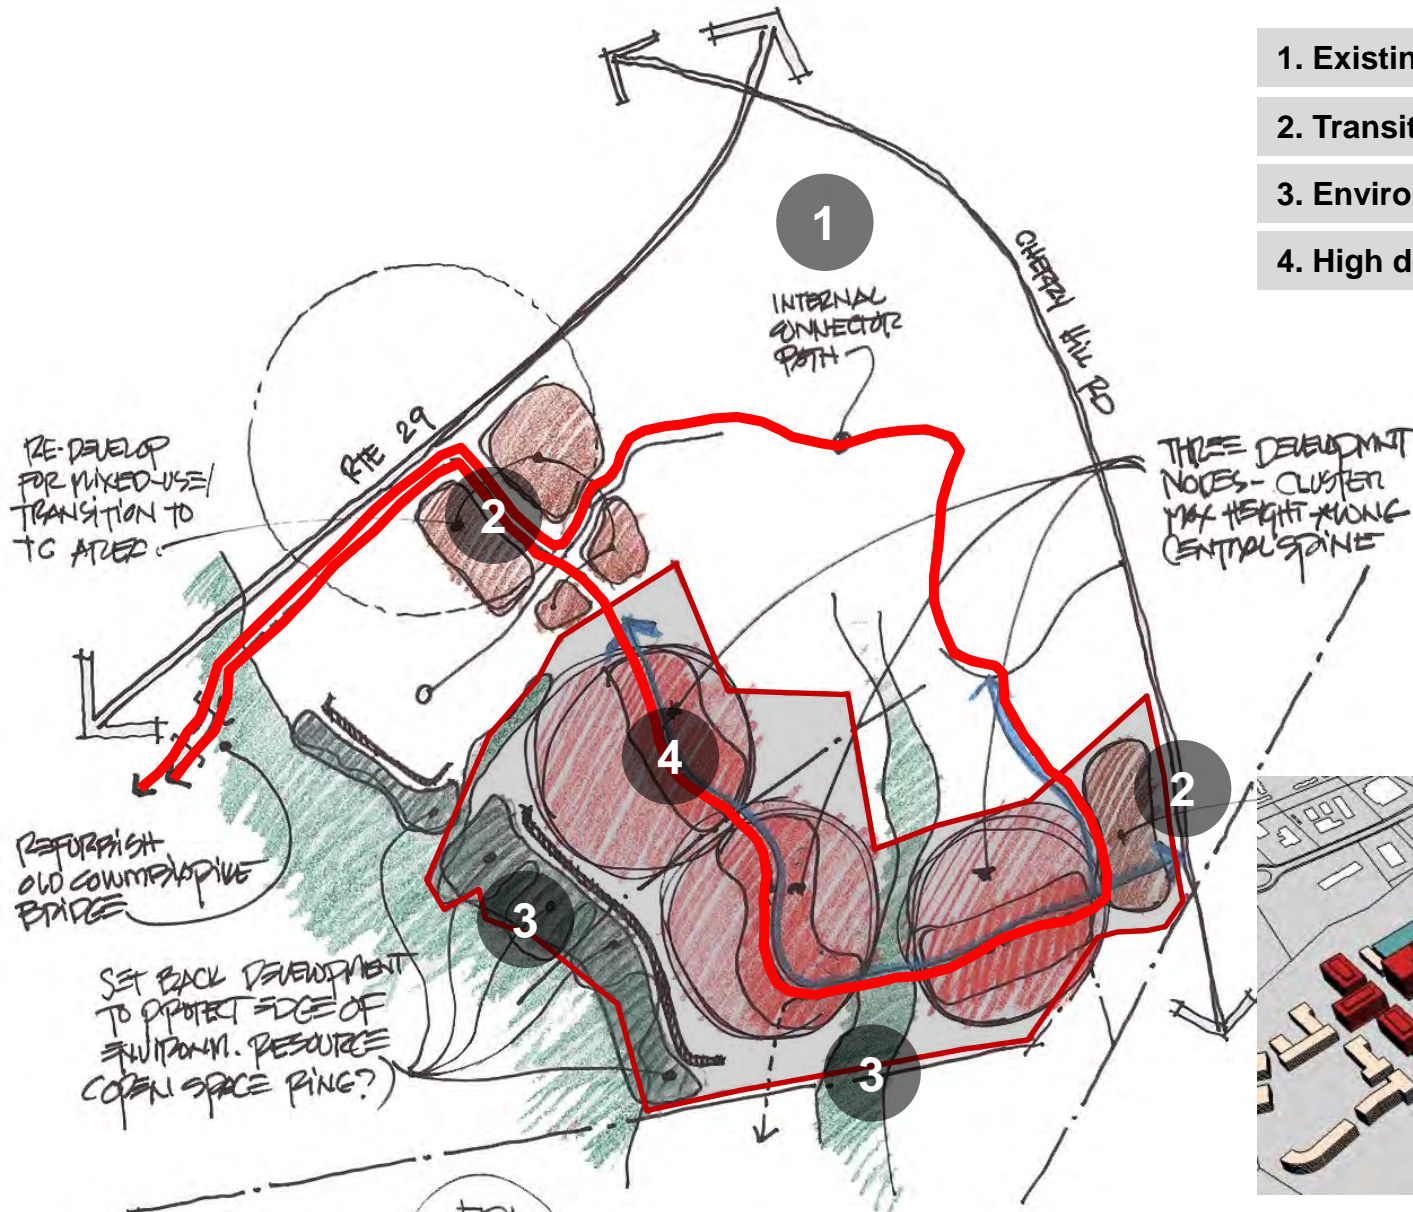 1. Existin
2. Transit
3. Enviro
4. High d
1
INTERNAL
CONNECTOR
PATH
CHERRY HILL RD
RTE 29
RE-DEVELOP
FOR MIXED-USE/
TRANSITION TO
TC AREA.
2
THREE DEVELOPMNT
NODES - CLUSTER
MAX HEIGHT ALONG
CENTRAL SPINE
4
2
REFURBISH
OLD COLUMBIA PIKE
BRIDGE
3
SET BACK DEVELOPMENT
TO PROTECT EDGE OF
ENVIRONM. RESOURCE
(OPEN SPACE RING?)
3